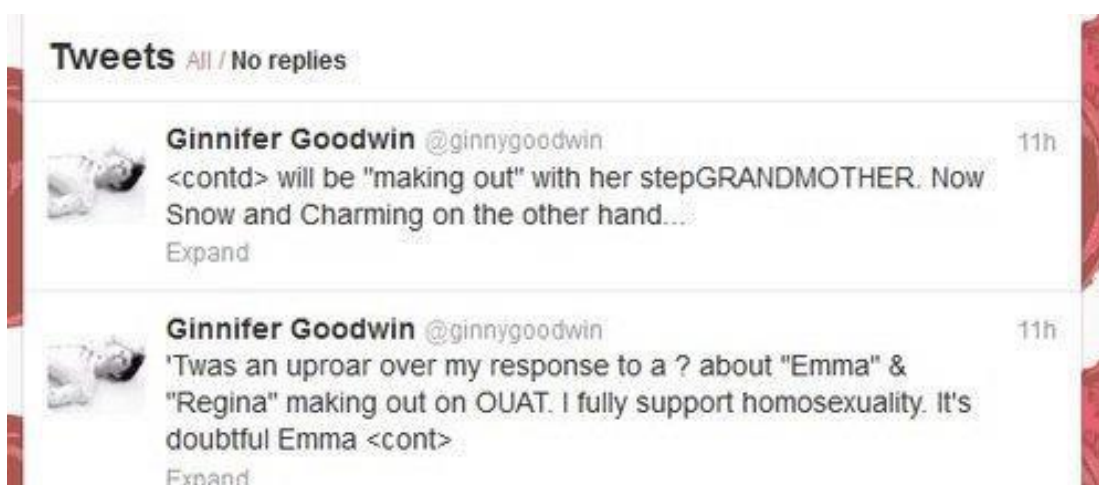 Tweets All / No replies
Ginnifer Goodwin @ginnygoodwin 11h
<contd> will be "making out" with her stepGRANDMOTHER. Now
Snow and Charming on the other hand...
Expand
Ginnifer Goodwin @ginnygoodwin 11h
'Twas an uproar over my response to a ? about "Emma" &
"Regina" making out on OUAT. I fully support homosexuality. It's
doubtful Emma <cont>
Expand